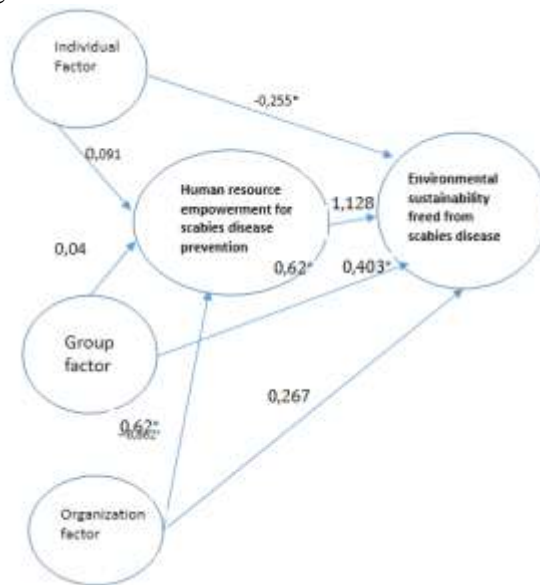 Individual
Factor
-0,255*
0,091
Human resource
empowerment for
scabies disease
prevention
1,128
Environmental
sustainability
freed from
scabies disease
0,04
0,62*
0,403*
Group
factor
0,267
0,62*
Organization
factor